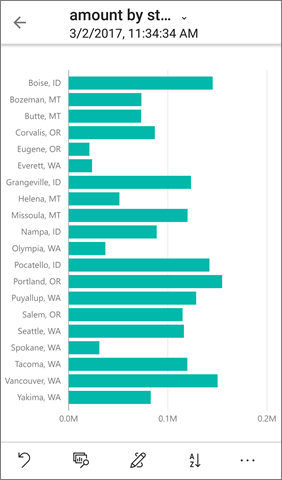 amount by st...
3/2/2017, 11:34:34 AM
Boise, ID
Bozeman, MT
Butte, MT
Corvalis, OR
Eugene, OR
Everett, WA
Grangeville, ID
Helena, MT
Missoula, MT
Nampa, ID
Olympia, WA
Pocatello, ID
Portland, OR
Puyallup, WA
Salem, OR
Seattle, WA
Spokane, WA
Tacoma, WA
Vancouver, WA
Yakima, WA
0.0M 0.1M 0.2M
A
Z